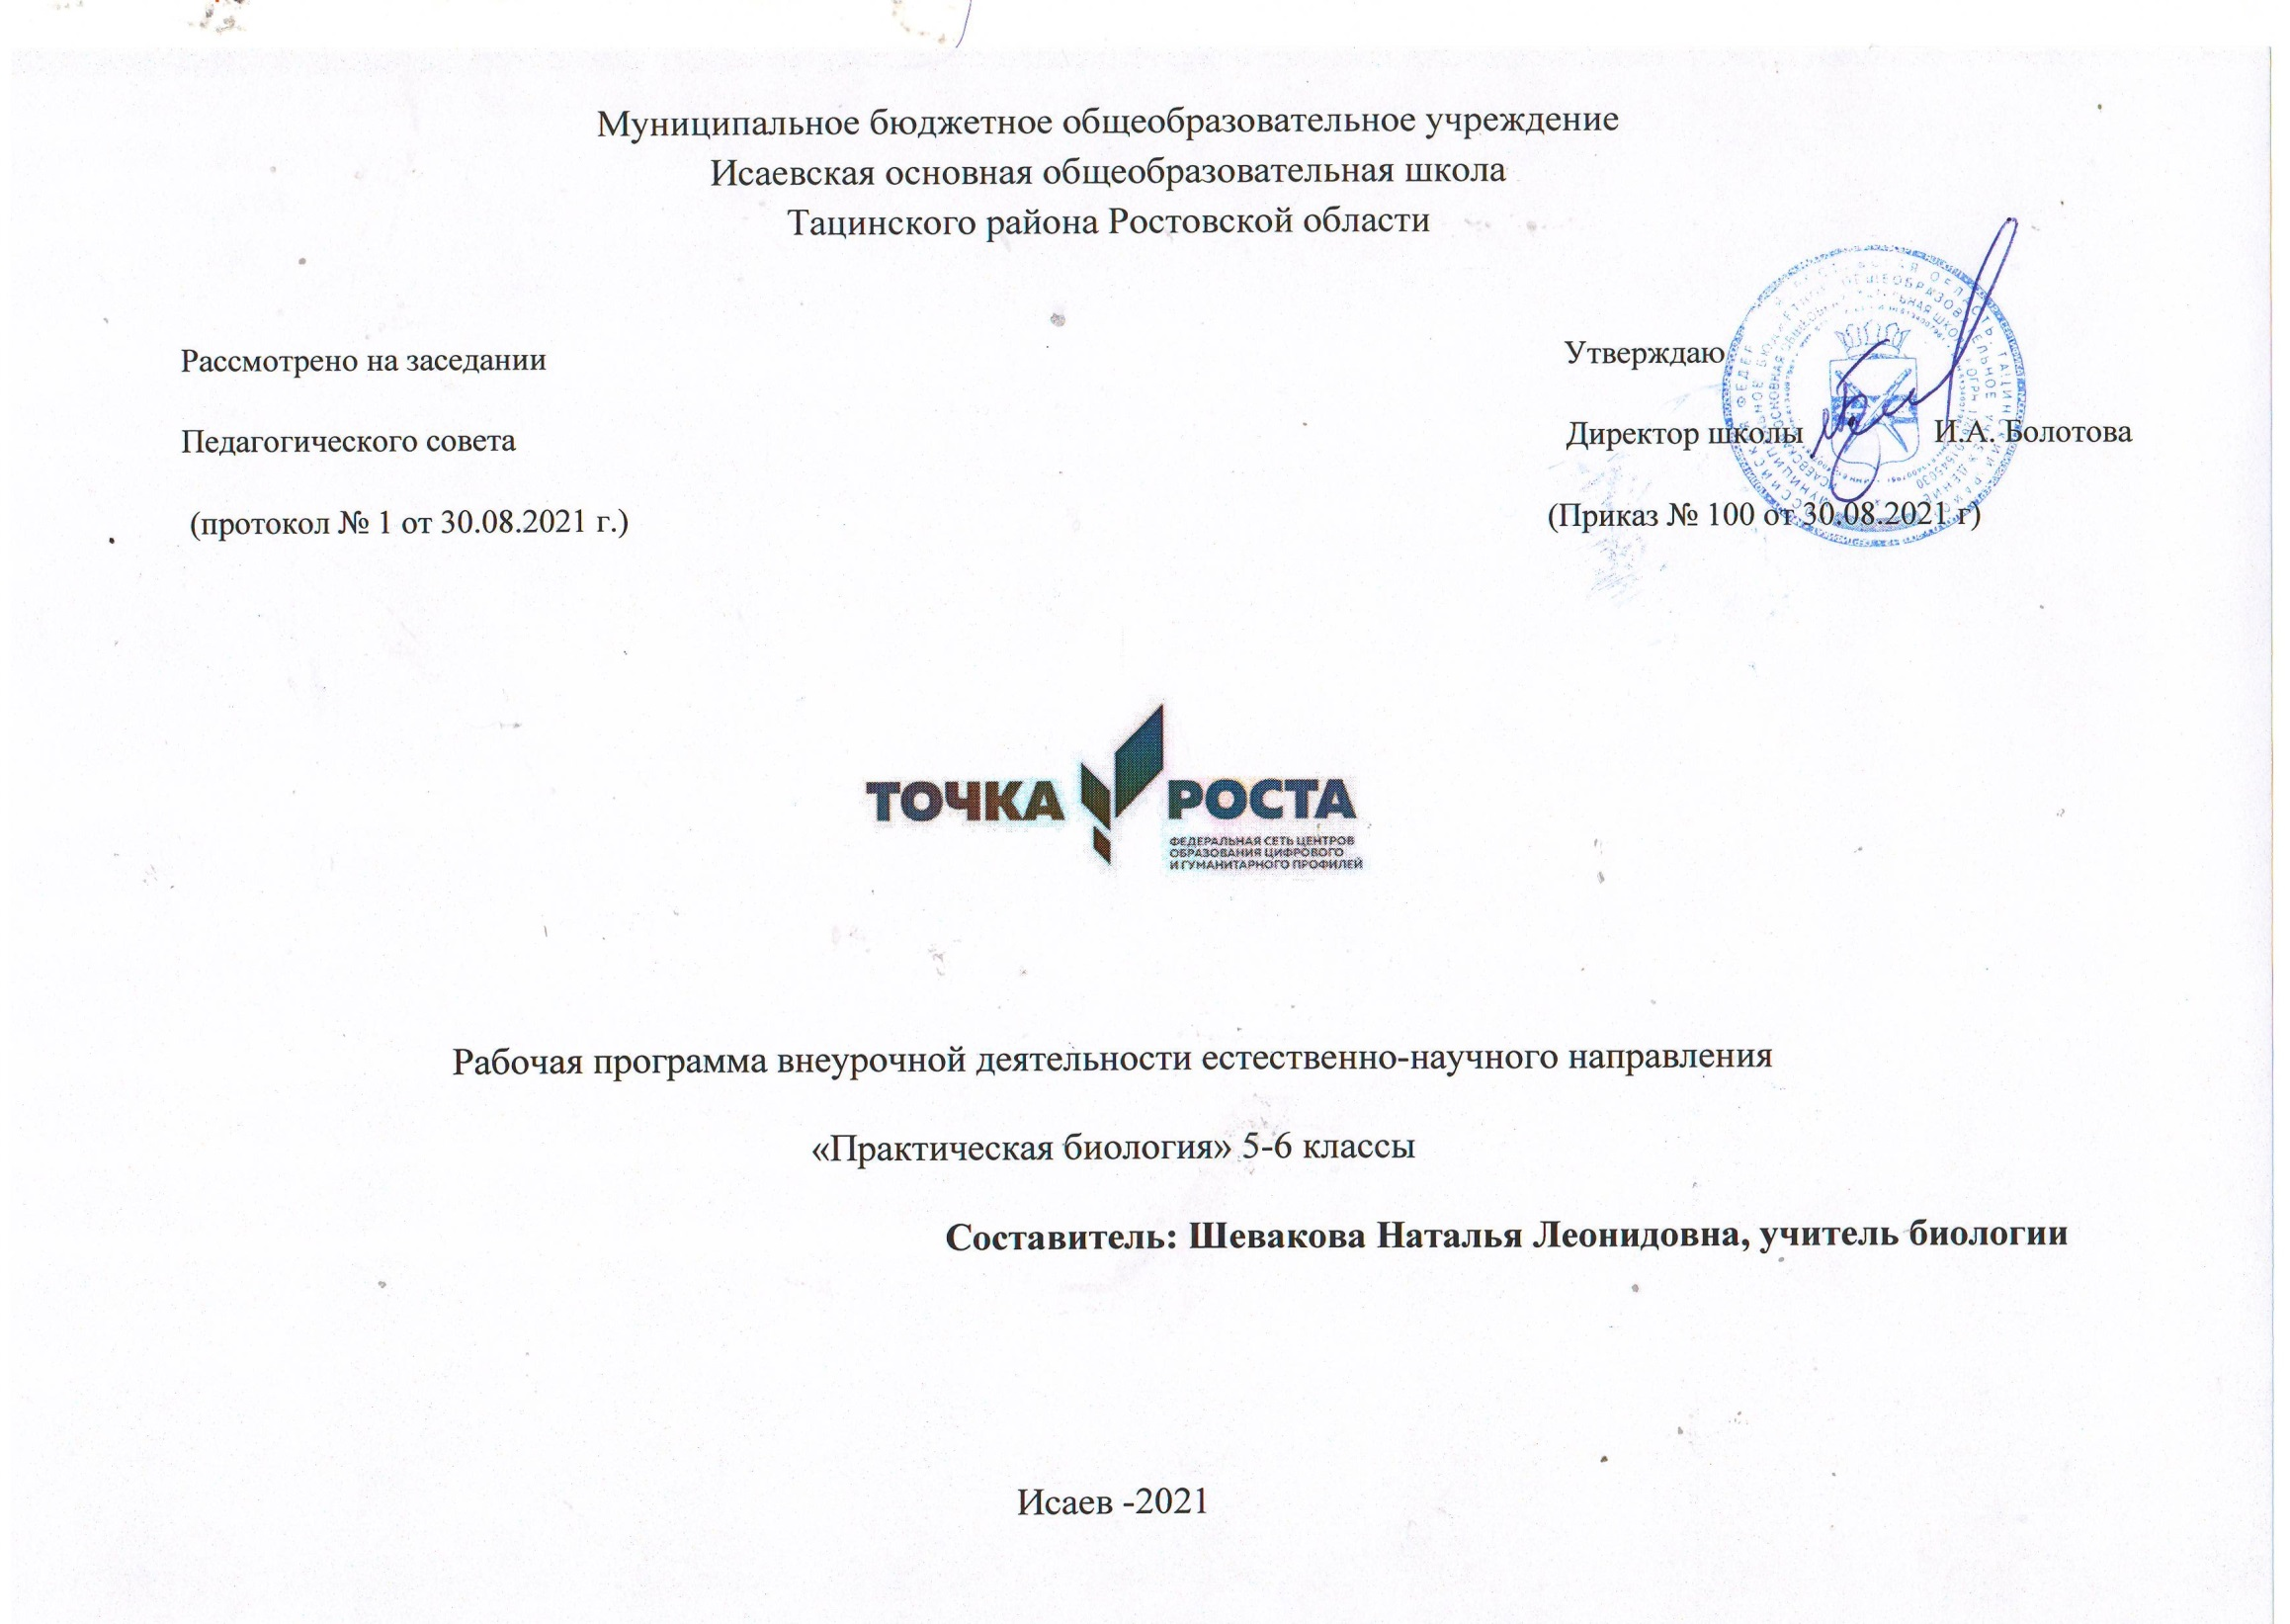 Муниципальное бюджетное общеобразовательное учреждение
Исаевская основная общеобразовательная школа
Тацинского района Ростовской области
Рассмотрено на заседании
Утверждаю
Педагогического совета
Директор школы И.А. Болотова
(протокол № 1 от 30.08.2021 г.)
(Приказ № 100 от 30.08.2021 г)
ТОЧКА РОСТА
ФЕДЕРАЛЬНАЯ СЕТЬ ЦЕНТРОВ
ОБРАЗОВАНИЯ ЦИФРОВОГО
И ГУМАНИТАРНОГО ПРОФИЛЕЙ
Рабочая программа внеурочной деятельности естественно-научного направления
«Практическая биология» 5-6 классы
Составитель: Шевакова Наталья Леонидовна, учитель биологии
Исаев -2021